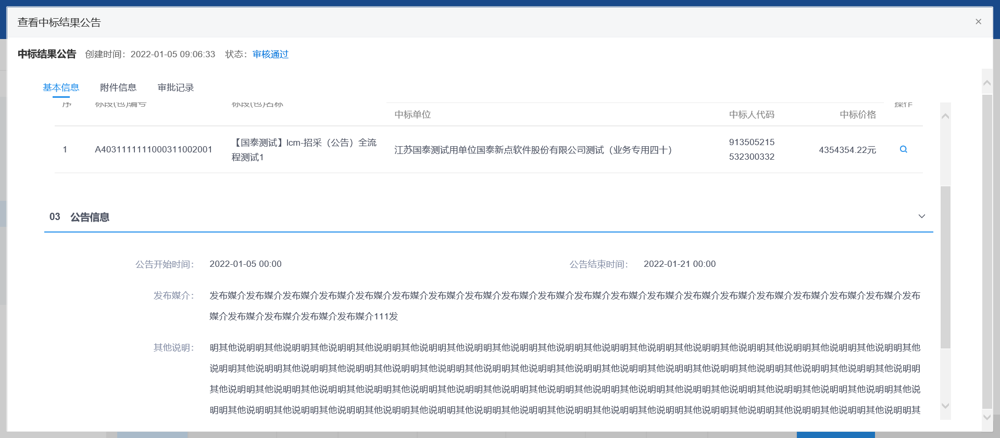 查看中标结果公告
×
中标结果公告 创建时间：2022-01-05 09:06:33 状态：审核通过
基本信息 附件信息 审批记录
序 标段(包)编号 标段(包)名称 操作
中标单位 中标人代码 中标价格
1 A4031111111000311002001 【国泰测试】lcm-招采（公告）全流程测试1 江苏国泰测试用单位国泰新点软件股份有限公司测试（业务专用四十） 913505215532300332 4354354.22元
03 公告信息
公告开始时间： 2022-01-05 00:00 公告结束时间： 2022-01-21 00:00
发布媒介： 发布媒介发布媒介发布媒介发布媒介发布媒介发布媒介发布媒介发布媒介发布媒介发布媒介发布媒介发布媒介发布媒介发布媒介发布媒介发布媒介发布媒介发布媒介发布媒介发布
媒介发布媒介发布媒介发布媒介发布媒介111发
其他说明： 明其他说明明其他说明明其他说明明其他说明明其他说明明其他说明明其他说明明其他说明明其他说明明其他说明明其他说明明其他说明明其他说明明其他说明明其他说明明其他
说明明其他说明明其他说明明其他说明明其他说明明其他说明明其他说明明其他说明明其他说明明其他说明明其他说明明其他说明明其他说明明其他说明明其他说明明其他说明明
其他说明明其他说明明其他说明明其他说明明其他说明明其他说明明其他说明明其他说明明其他说明明其他说明明其他说明明其他说明明其他说明明其他说明明其他说明明其他说
明明其他说明明其他说明明其他说明明其他说明明其他说明明其他说明明其他说明明其他说明明其他说明明其他说明明其他说明明其他说明明其他说明明其他说明明其他说明明其